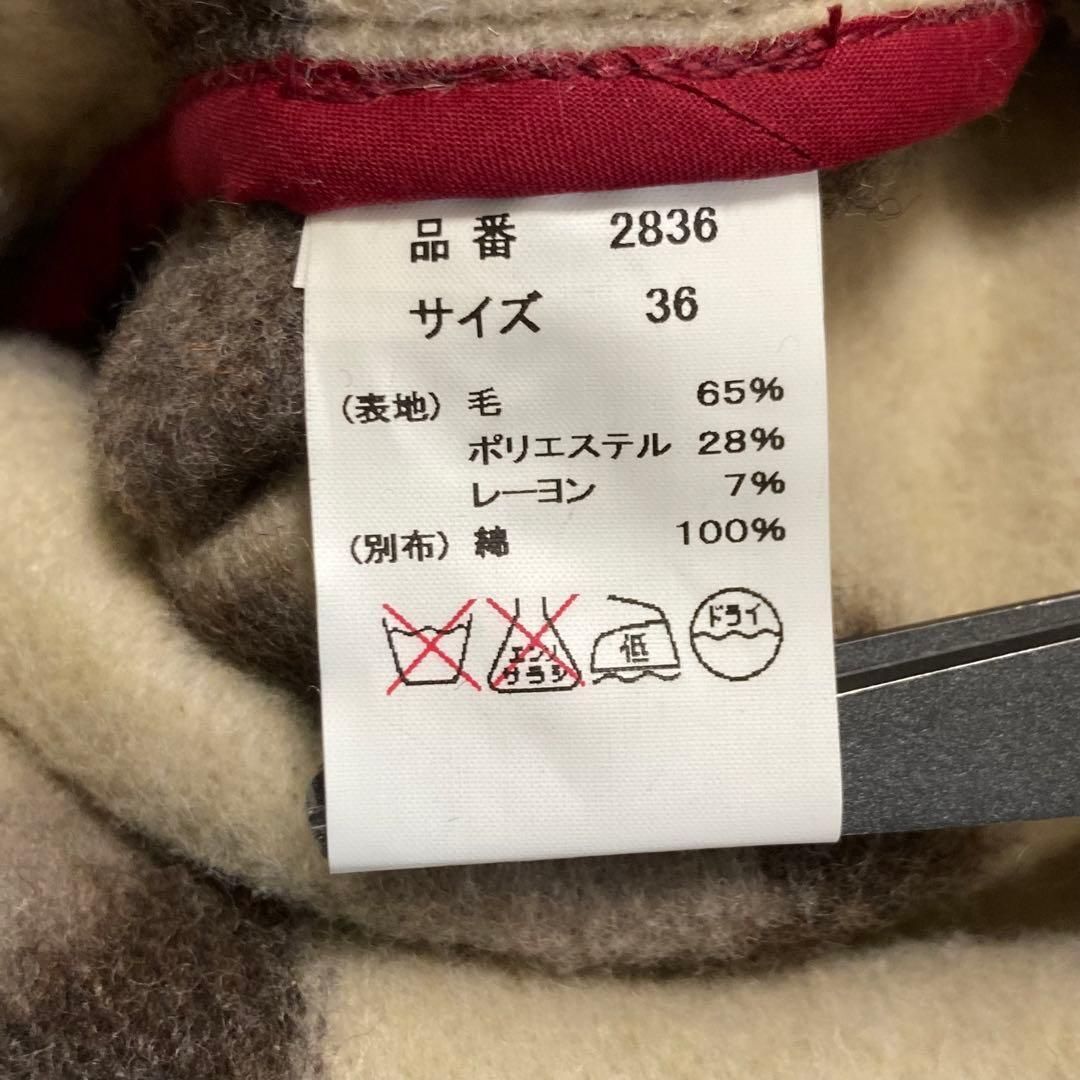 品番 2836
サイズ 36
(表地) 毛 65%
ポリエステル 28%
レーヨン 7%
(別布) 綿 100%
エンソ サラシ 低 ドライ